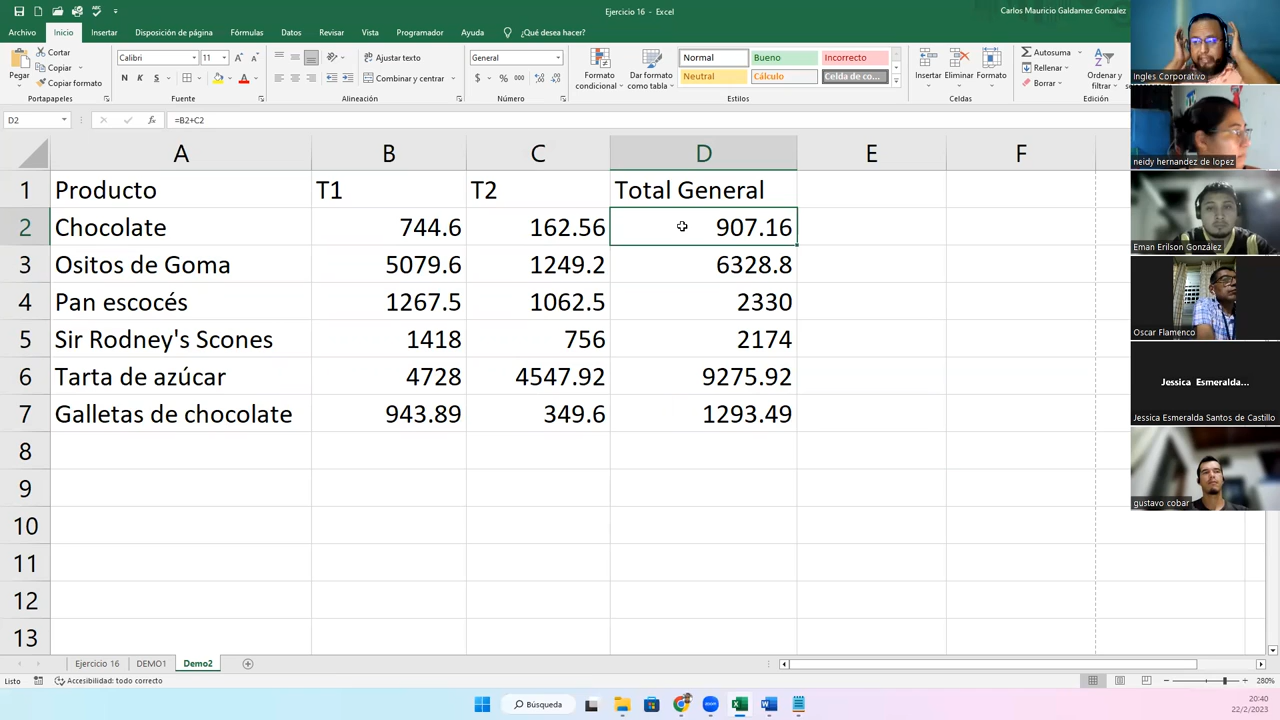 Ejercicio 16 - Excel
Carlos Mauricio Galdamez Gonzalez
Archivo Inicio Insertar Disposición de página Fórmulas Datos Revisar Vista Programador Ayuda ¿Qué desea hacer?
Pegar
Cortar
Copiar
Copiar formato
Calibri 11
N K S
Ajustar texto
Combinar y centrar
General
$ % 000
Formato condicional
Dar formato como tabla
Normal Bueno Incorrecto
Neutral Cálculo Celda de co...
Insertar Eliminar Formato
Autosuma
Rellenar
Borrar
Ordenar y filtrar
Portapapeles Fuente Alineación Número Estilos Celdas Edición
D2 fx =B2+C2
A B C D E F
1 Producto T1 T2 Total General
2 Chocolate 744.6 162.56 907.16
3 Ositos de Goma 5079.6 1249.2 6328.8
4 Pan escocés 1267.5 1062.5 2330
5 Sir Rodney's Scones 1418 756 2174
6 Tarta de azúcar 4728 4547.92 9275.92
7 Galletas de chocolate 943.89 349.6 1293.49
8
9
10
11
12
13
Ejercicio 16 DEMO1 Demo2
Listo Accesibilidad: todo correcto 280%
Búsqueda
20:40
22/2/2023
Ingles Corporativo
neidy hernandez de lopez
Eman Erilson González
Oscar Flamenco
Jessica Esmeralda...
Jessica Esmeralda Santos de Castillo
gustavo cobar